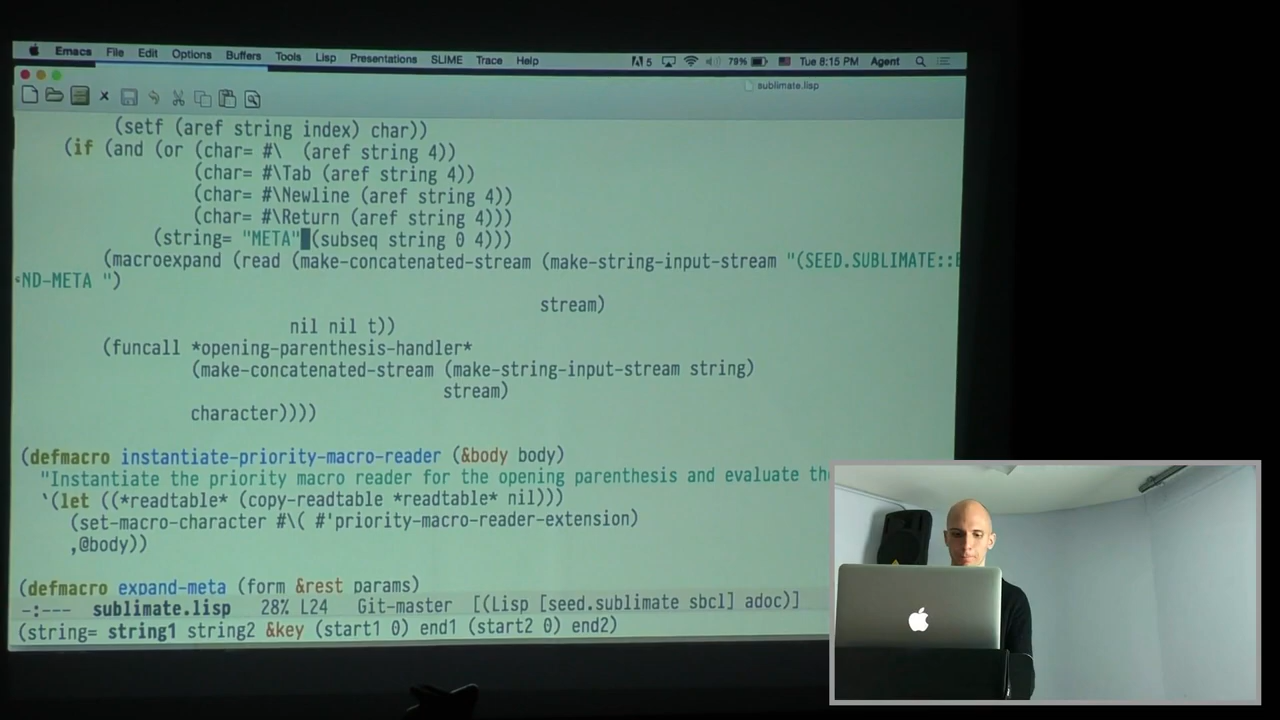 Emacs File Edit Options Buffers Tools Lisp Presentations SLIME Trace Help 5 79% Tue 8:15 PM Agent
sublimate.lisp
(setf (aref string index) char))
(if (and (or (char= #\  (aref string 4))
(char= #\Tab (aref string 4))
(char= #\Newline (aref string 4))
(char= #\Return (aref string 4)))
(string= "META" (subseq string 0 4)))
(macroexpand (read (make-concatenated-stream (make-string-input-stream "(SEED.SUBLIMATE::E
ND-META ")
stream)
nil nil t))
(funcall *opening-parenthesis-handler*
(make-concatenated-stream (make-string-input-stream string)
stream)
character))))
(defmacro instantiate-priority-macro-reader (&body body)
"Instantiate the priority macro reader for the opening parenthesis and evaluate th
`(let ((*readtable* (copy-readtable *readtable* nil)))
(set-macro-character #\( #'priority-macro-reader-extension)
,@body))
(defmacro expand-meta (form &rest params)
-:--- sublimate.lisp 28% L24 Git-master [(Lisp [seed.sublimate sbcl] adoc)]
(string= string1 string2 &key (start1 0) end1 (start2 0) end2)